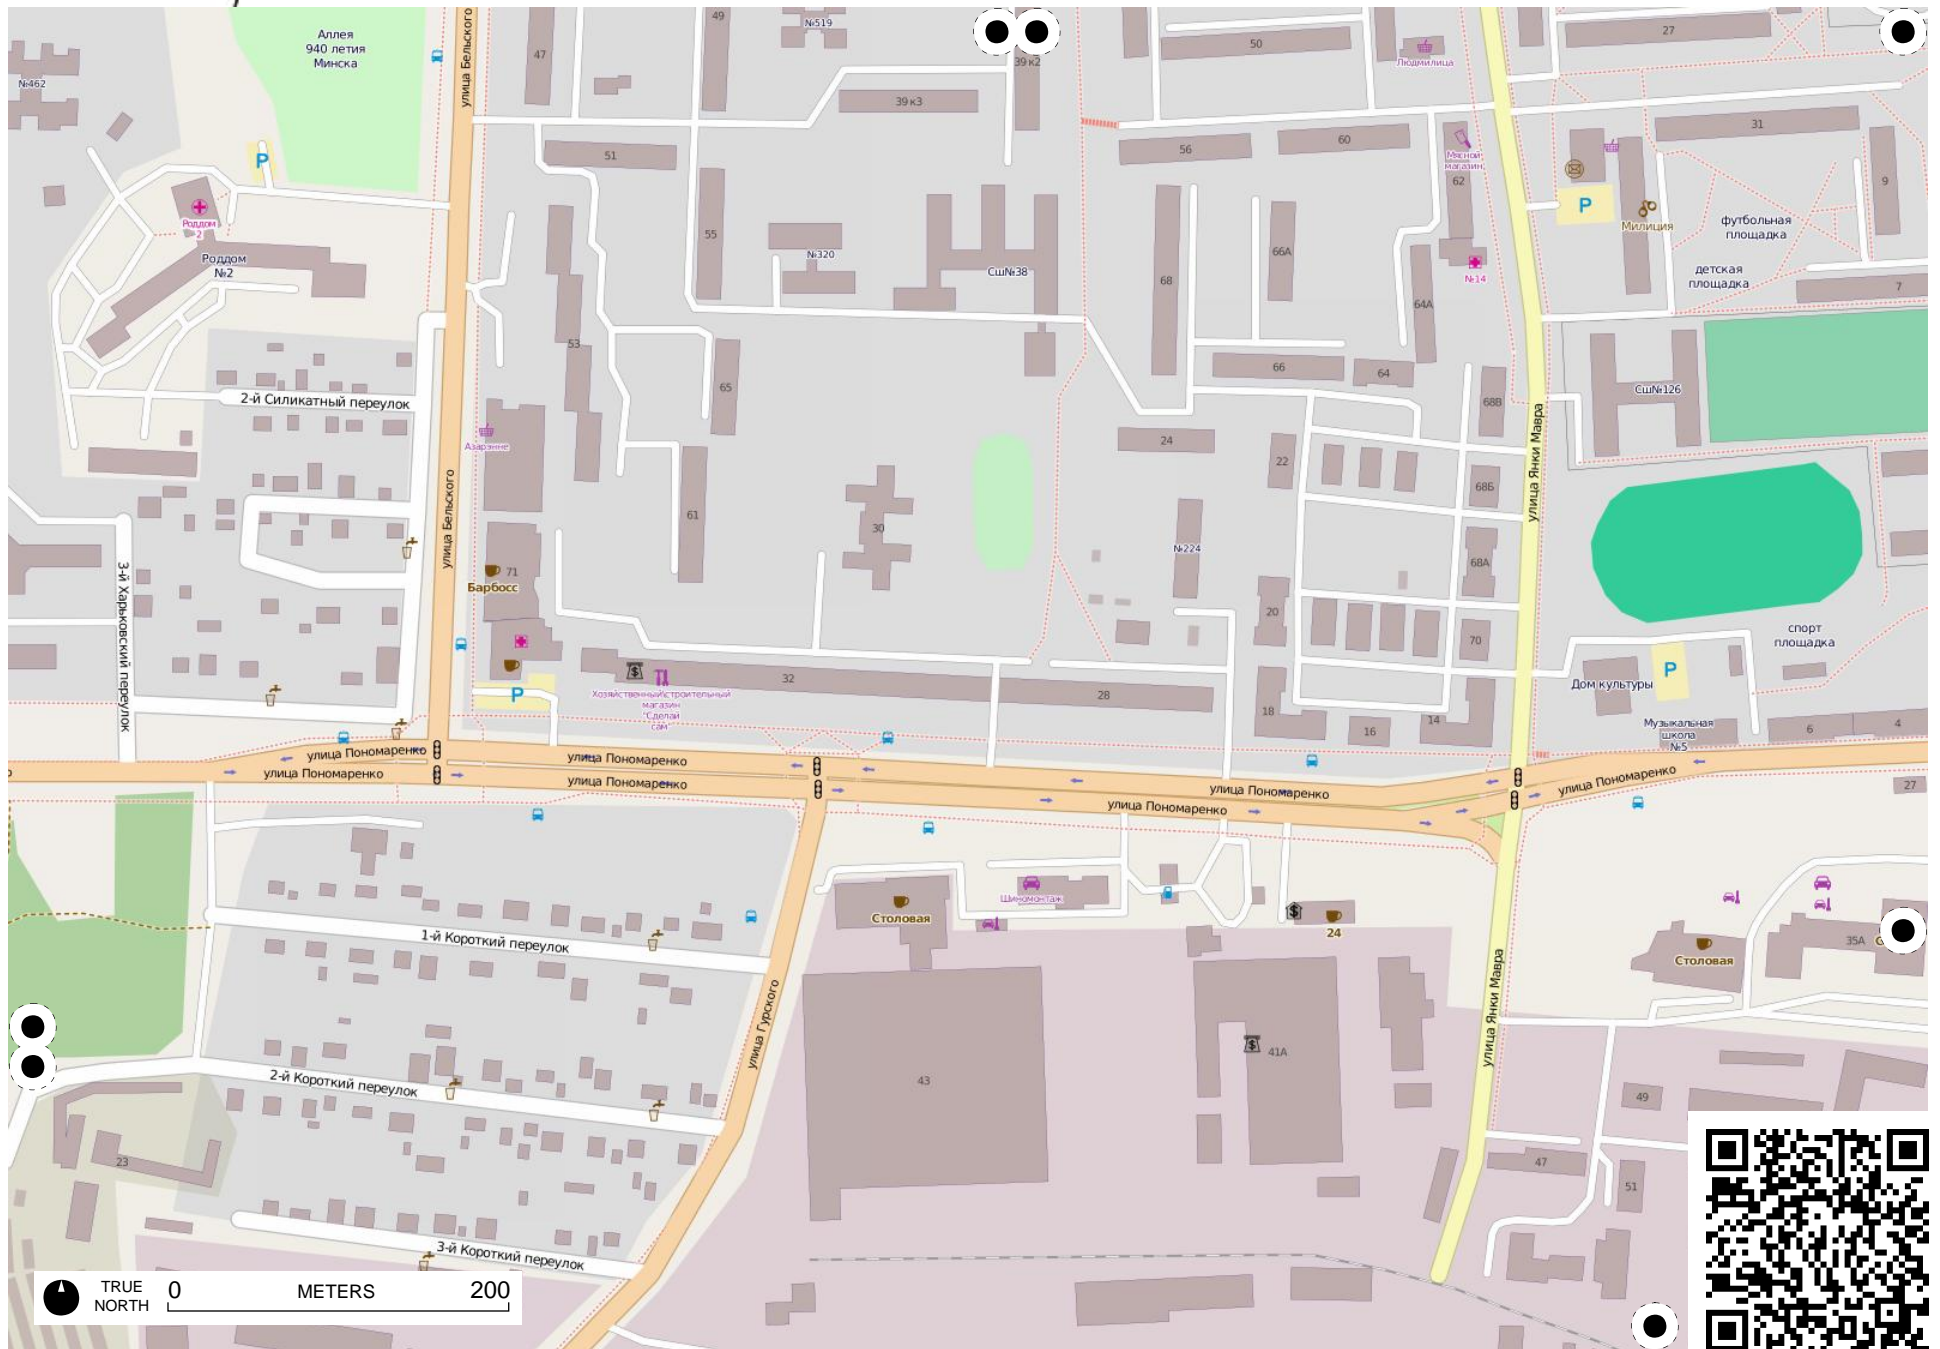 Аллея
940 летия
Минска
№462
улица Бельского
47
49
№519
39 к2
39 к3
50
Людмилица
27
51
56
60
Мясной
магазин
62
31
9
Роддом
2
Роддом
№2
55
№320
Сш№38
68
66А
64А
№14
Милиция
футбольная
площадка
детская
площадка
7
53
65
66
64
68В
Сш№126
2-й Силикатный переулок
Азарэнне
улица Бельского
24
22
улица Янки Мавра
61
30
68Б
№224
68А
3-й Харьковский переулок
71
Барбосс
20
70
спорт
площадка
32
28
Хозяйственный/строительный
магазин
"Сделай
сам"
18
16
14
Дом культуры
Музыкальная
школа
№5
6
4
улица Пономаренко
улица Пономаренко
улица Пономаренко
улица Пономаренко
улица Пономаренко
улица Пономаренко
улица Пономаренко
27
Столовая
Шиномонтаж
24
Столовая
35А
1-й Короткий переулок
улица Гурского
улица Янки Мавра
43
41А
2-й Короткий переулок
49
23
47
51
3-й Короткий переулок
TRUE
NORTH
0
METERS
200